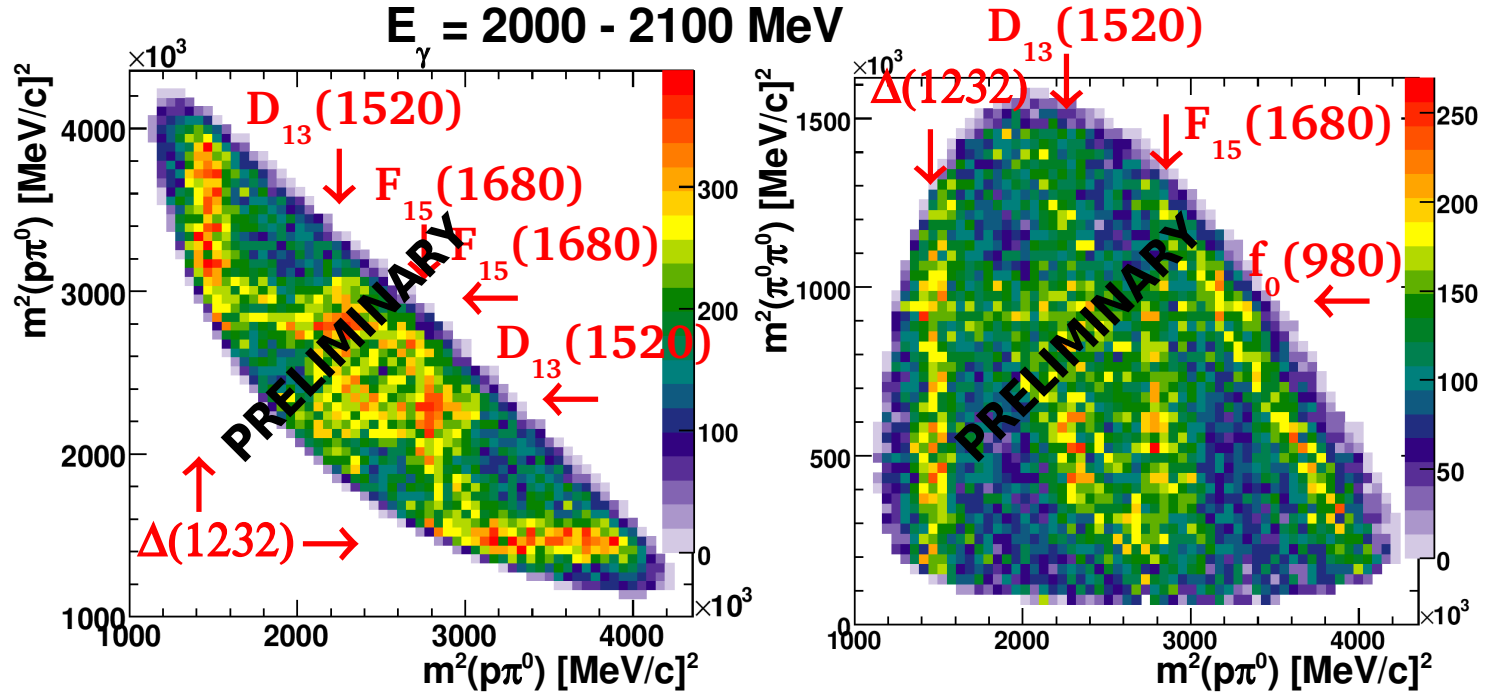 E_γ = 2000 - 2100 MeV
×10³
m²(pπ⁰) [MeV/c]²
4000
3000
2000
1000
D₁₃(1520)
F₁₅(1680)
F₁₅(1680)
D₁₃(1520)
Δ(1232)
PRELIMINARY
300
200
100
0
1000 2000 3000 4000
×10³
m²(pπ⁰) [MeV/c]²
×10³
m²(π⁰π⁰) [MeV/c]²
1500
1000
500
0
D₁₃(1520)
Δ(1232)
F₁₅(1680)
f₀(980)
PRELIMINARY
250
200
150
100
50
0
1000 2000 3000 4000
×10³
m²(pπ⁰) [MeV/c]²